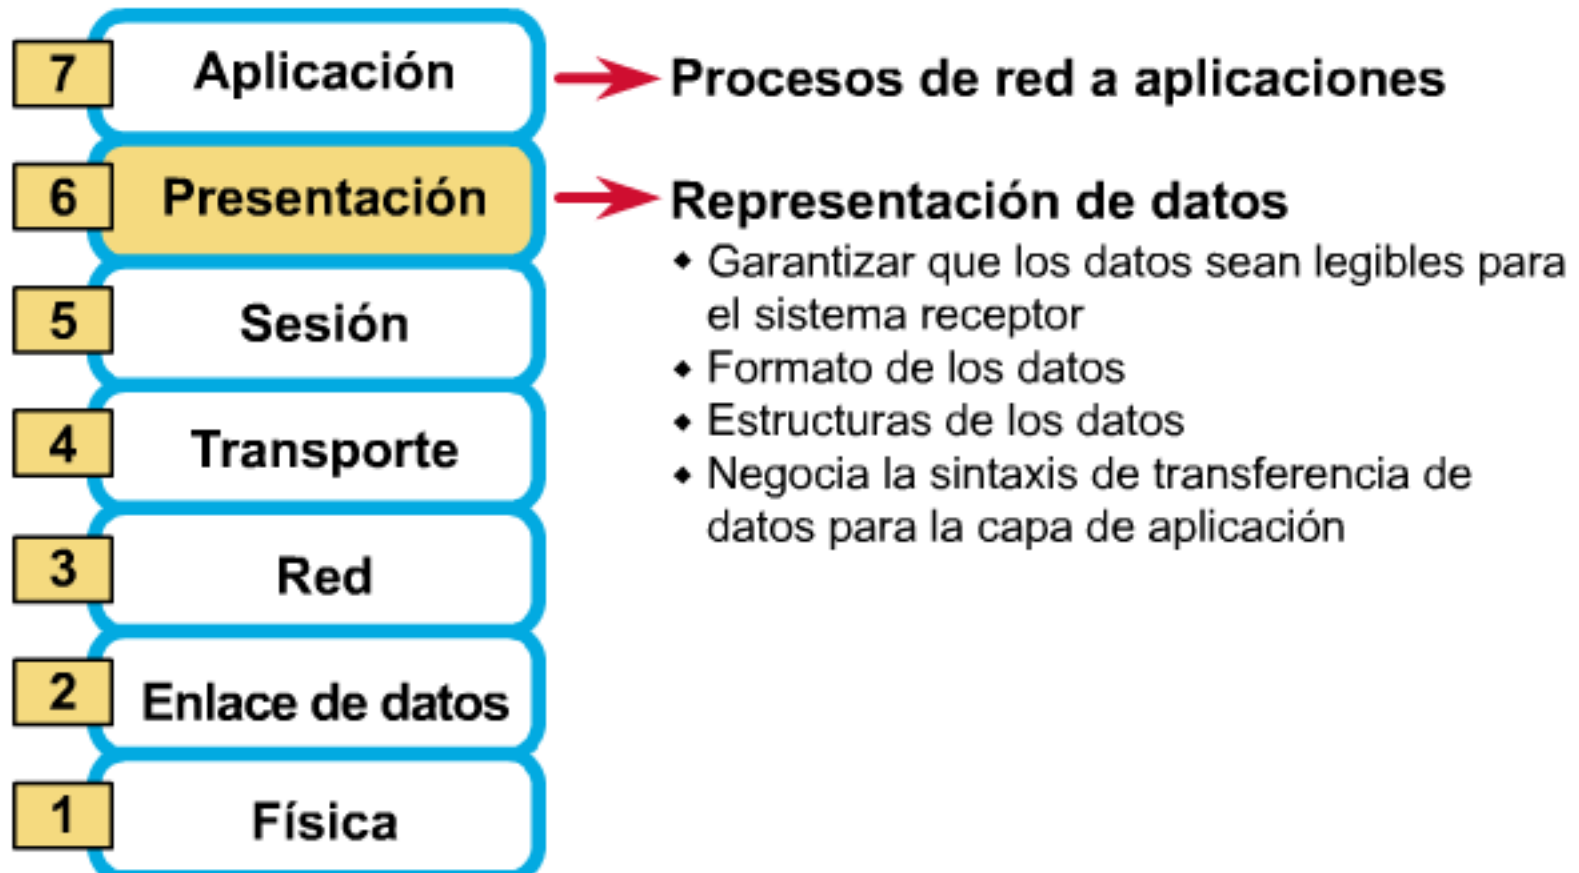 7 Aplicación Procesos de red a aplicaciones
6 Presentación Representación de datos
◆ Garantizar que los datos sean legibles para
el sistema receptor
◆ Formato de los datos
◆ Estructuras de los datos
◆ Negocia la sintaxis de transferencia de
datos para la capa de aplicación
5 Sesión
4 Transporte
3 Red
2 Enlace de datos
1 Física